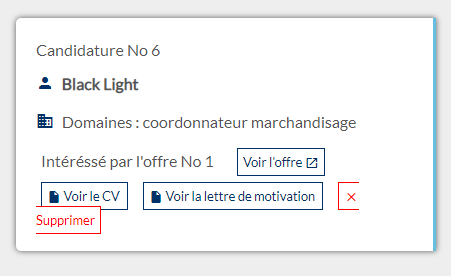 Candidature No 6
Black Light
Domaines : coordonnateur marchandisage
Intéréssé par l'offre No 1 Voir l'offre
Voir le CV Voir la lettre de motivation ×
Supprimer